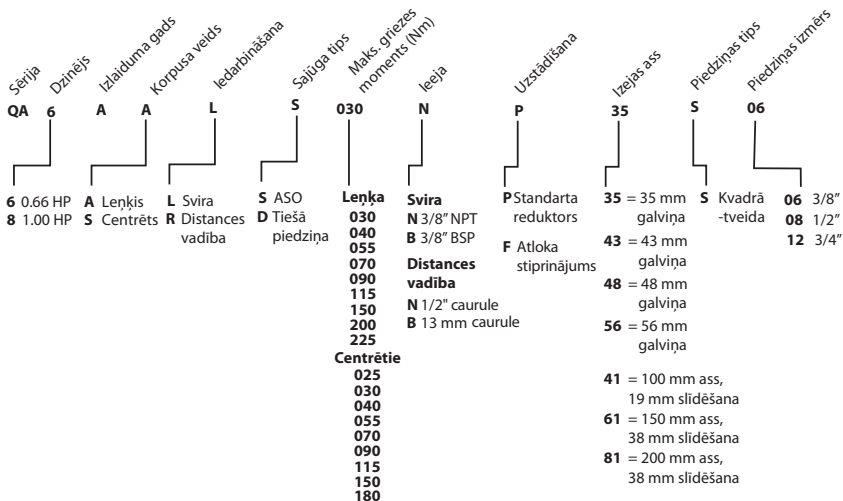 Sērija
Dzinējs
Izlaiduma gads
Korpusa veids
Iedarbināšana
Sajūga tips
Maks. griezes
moments (Nm)
Ieeja
Uzstādīšana
Izejas ass
Piedziņas tips
Piedziņas izmērs
QA 6 A A L S 030 N P 35 S 06
6 0.66 HP
8 1.00 HP
A Leņķis
S Centrēts
L Svira
R Distances
vadība
S ASO
D Tiešā
piedziņa
Leņka
030
040
055
070
090
115
150
200
225
Centrētie
025
030
040
055
070
090
115
150
180
Svira
N 3/8” NPT
B 3/8” BSP
Distances
vadība
N 1/2" caurule
B 13 mm caurule
P Standarta
reduktors
F Atloka
stiprinājums
35 = 35 mm
galviņa
43 = 43 mm
galviņa
48 = 48 mm
galviņa
56 = 56 mm
galviņa
41 = 100 mm ass,
19 mm slīdēšana
61 = 150 mm ass,
38 mm slīdēšana
81 = 200 mm ass,
38 mm slīdēšana
S Kvadrā
-tveida
06 3/8”
08 1/2”
12 3/4”